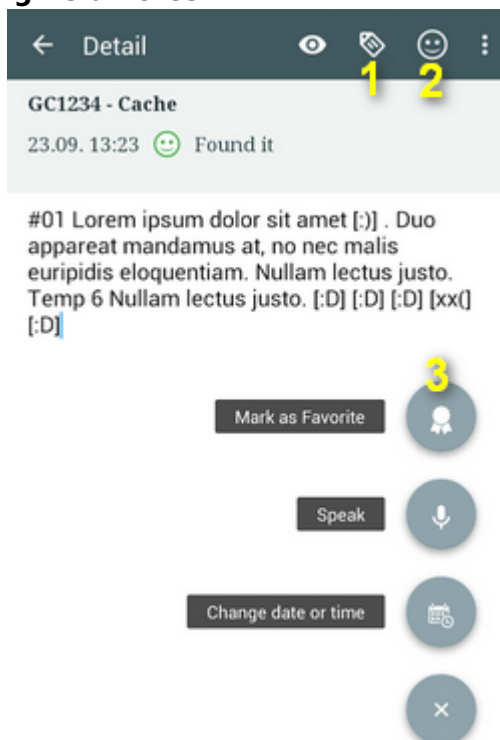 Detail
1 2
GC1234 - Cache
23.09. 13:23 Found it
#01 Lorem ipsum dolor sit amet [:)] . Duo
appareat mandamus at, no nec malis
euripidis eloquentiam. Nullam lectus justo.
Temp 6 Nullam lectus justo. [:D] [:D] [:D] [xx(]
[:D]
3
Mark as Favorite
Speak
Change date or time